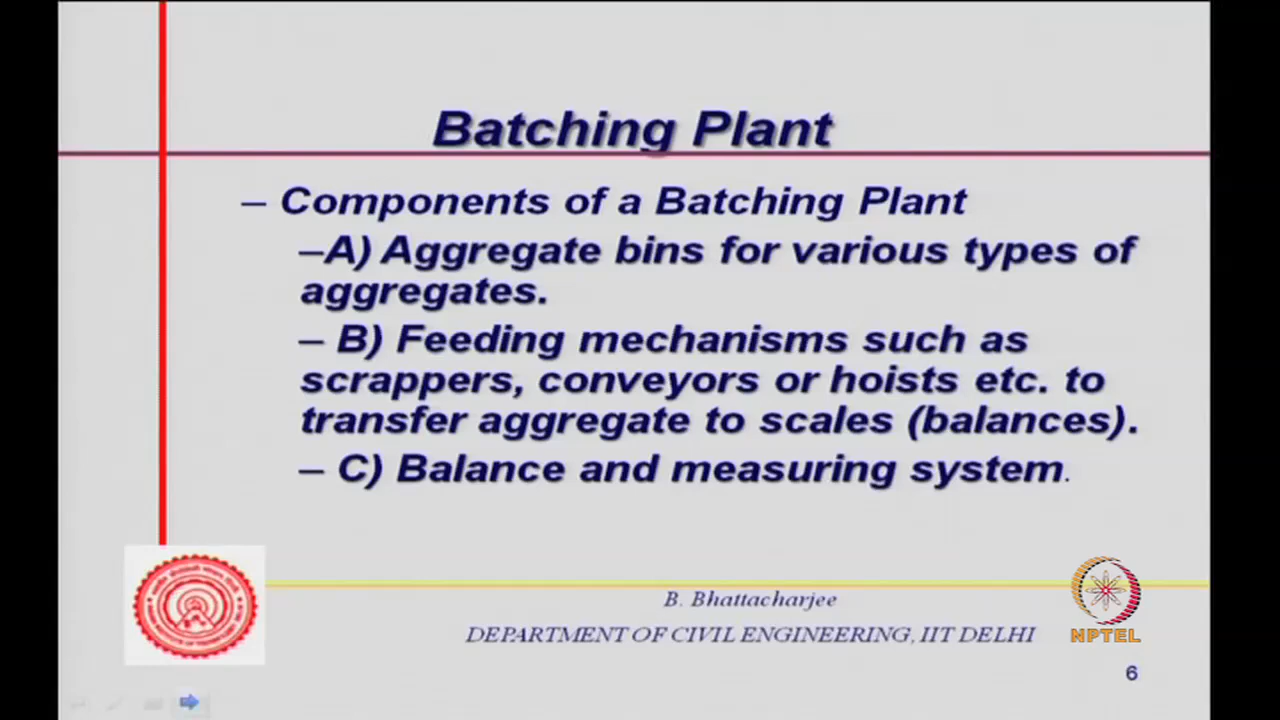 Batching Plant
– Components of a Batching Plant
–A) Aggregate bins for various types of
aggregates.
– B) Feeding mechanisms such as
scrappers, conveyors or hoists etc. to
transfer aggregate to scales (balances).
– C) Balance and measuring system.
B. Bhattacharjee
DEPARTMENT OF CIVIL ENGINEERING, IIT DELHI
NPTEL
6